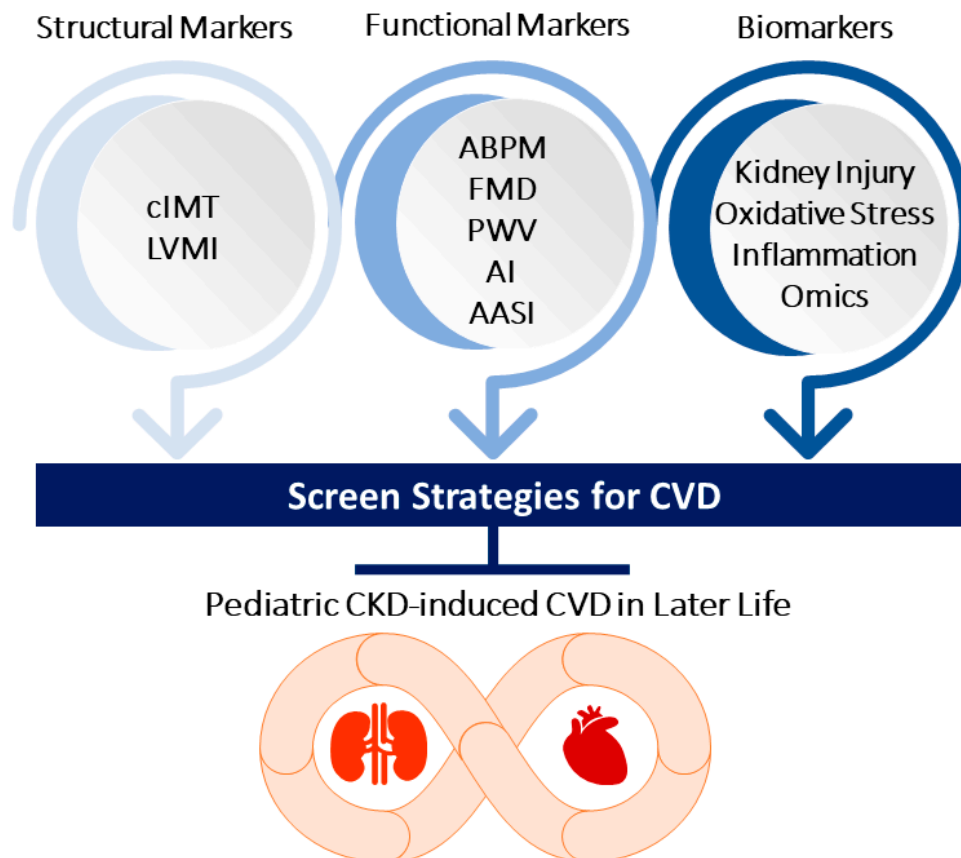 Structural Markers
Functional Markers
Biomarkers
cIMT
LVMI
ABPM
FMD
PWV
AI
AASI
Kidney Injury
Oxidative Stress
Inflammation
Omics
Screen Strategies for CVD
Pediatric CKD-induced CVD in Later Life